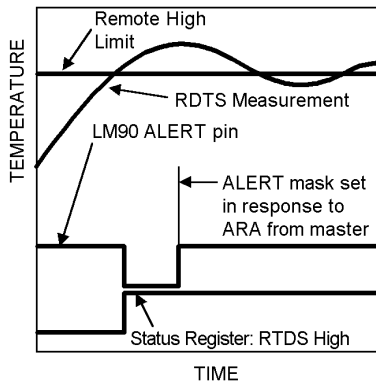 Remote High
Limit
RDTS Measurement
LM90 ALERT pin
ALERT mask set
in response to
ARA from master
Status Register: RTDS High
TEMPERATURE
TIME